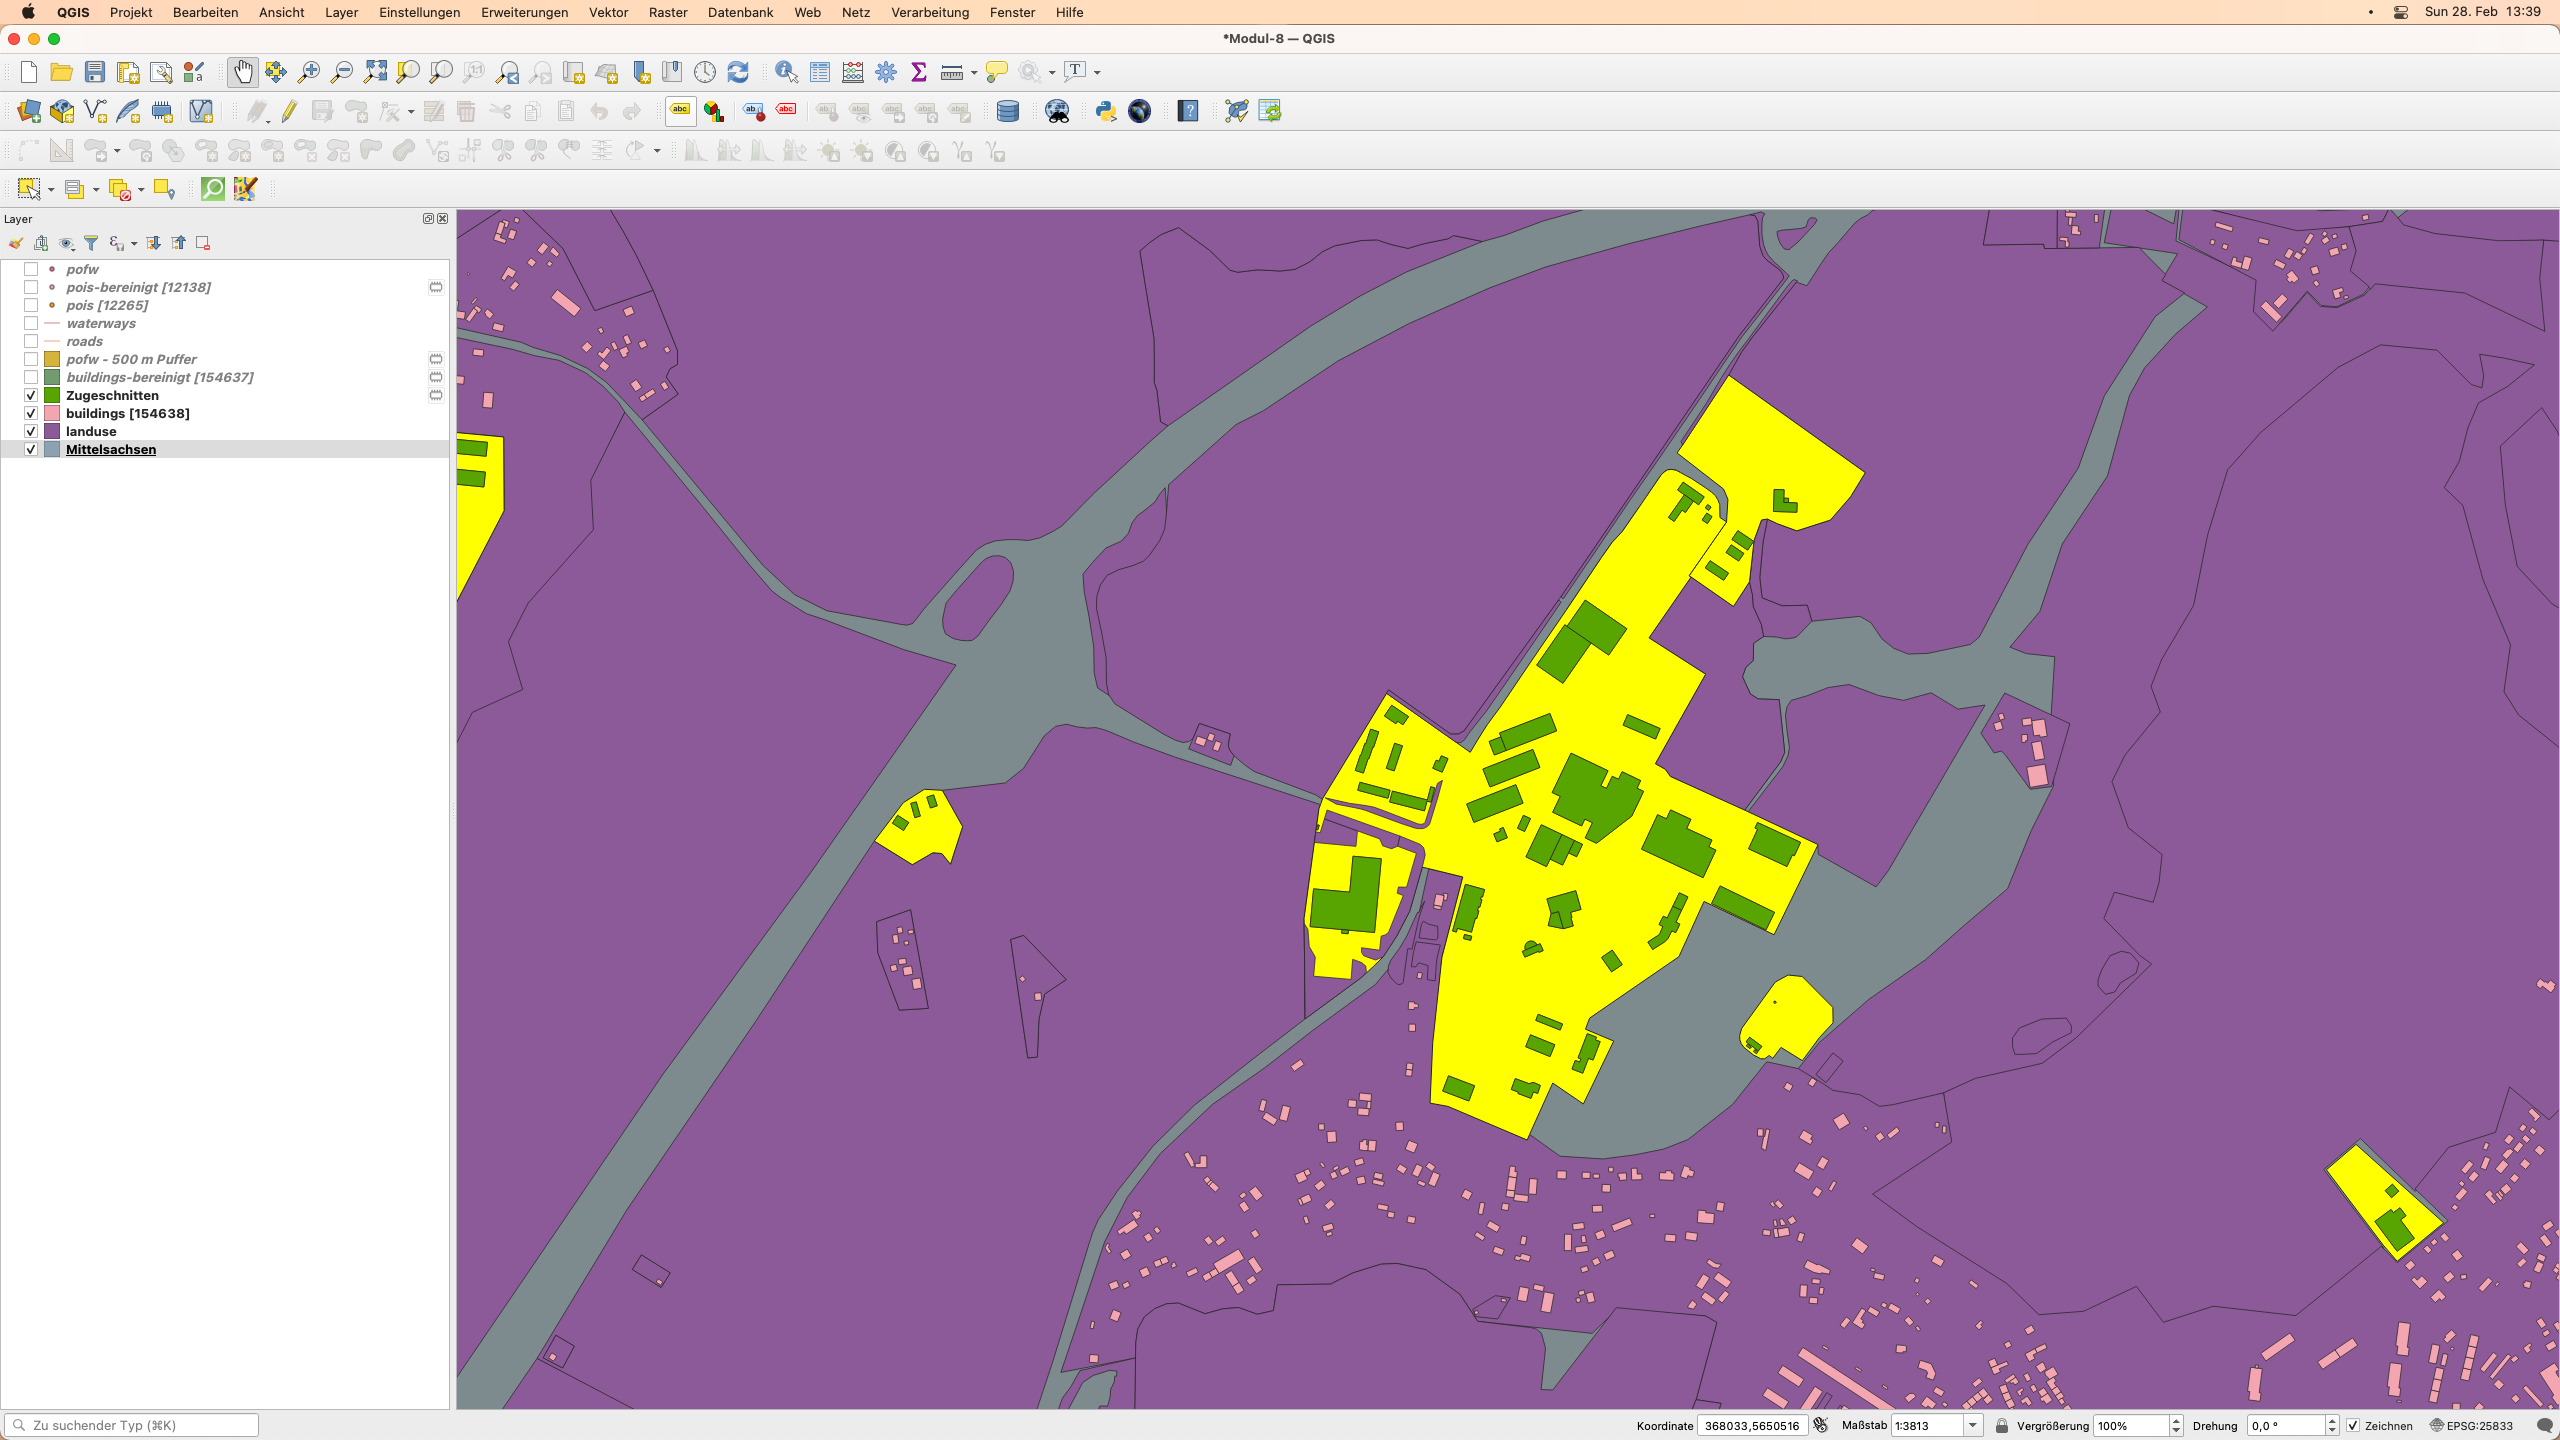 QGIS Projekt Bearbeiten Ansicht Layer Einstellungen Erweiterungen Vektor Raster Datenbank Web Netz Verarbeitung Fenster Hilfe Sun 28. Feb 13:39
*Modul-8 — QGIS
Layer
pofw
pois-bereinigt [12138]
pois [12265]
waterways
roads
pofw - 500 m Puffer
buildings-bereinigt [154637]
Zugeschnitten
buildings [154638]
landuse
Mittelsachsen
Zu suchender Typ (⌘K) Koordinate 368033,5650516 Maßstab 1:3813 Vergrößerung 100% Drehung 0,0 ° Zeichnen EPSG:25833